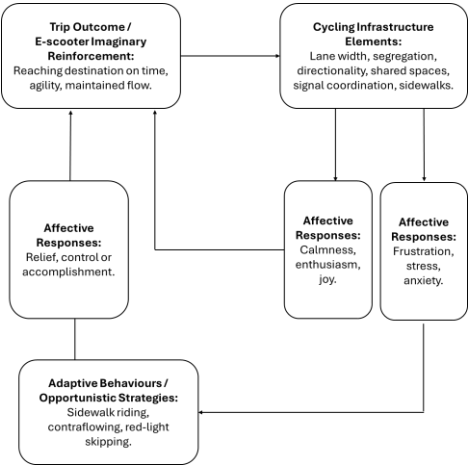 Trip Outcome /
E-scooter Imaginary
Reinforcement:
Reaching destination on time,
agility, maintained flow.
Cycling Infrastructure
Elements:
Lane width, segregation,
directionality, shared spaces,
signal coordination, sidewalks.
Affective
Responses:
Relief, control or
accomplishment.
Affective
Responses:
Calmness,
enthusiasm,
joy.
Affective
Responses:
Frustration,
stress,
anxiety.
Adaptive Behaviours /
Opportunistic Strategies:
Sidewalk riding,
contraflowing, red-light
skipping.